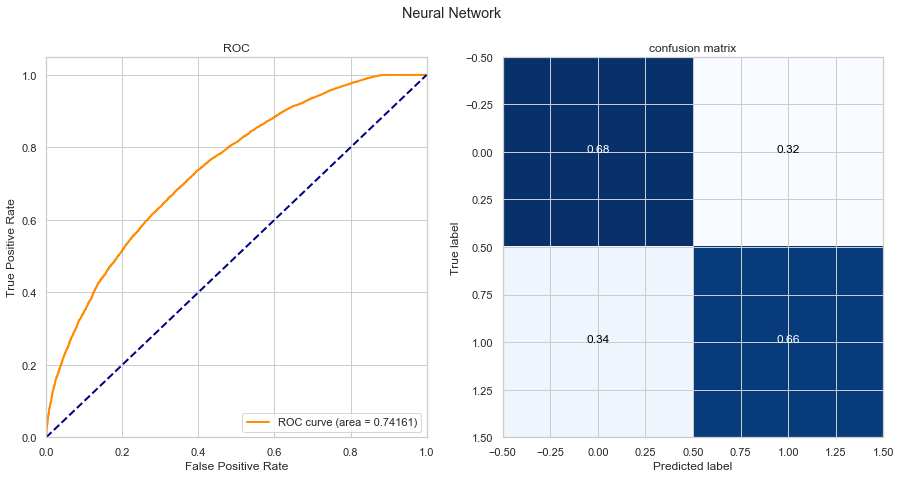 Neural Network
ROC
1.0
0.8
0.6
0.4
0.2
0.0
True Positive Rate
ROC curve (area = 0.74161)
0.0 0.2 0.4 0.6 0.8 1.0
False Positive Rate
confusion matrix
−0.50
−0.25
0.00
0.25
0.50
0.75
1.00
1.25
1.50
True label
0.68 0.32
0.34 0.66
−0.50 −0.25 0.00 0.25 0.50 0.75 1.00 1.25 1.50
Predicted label